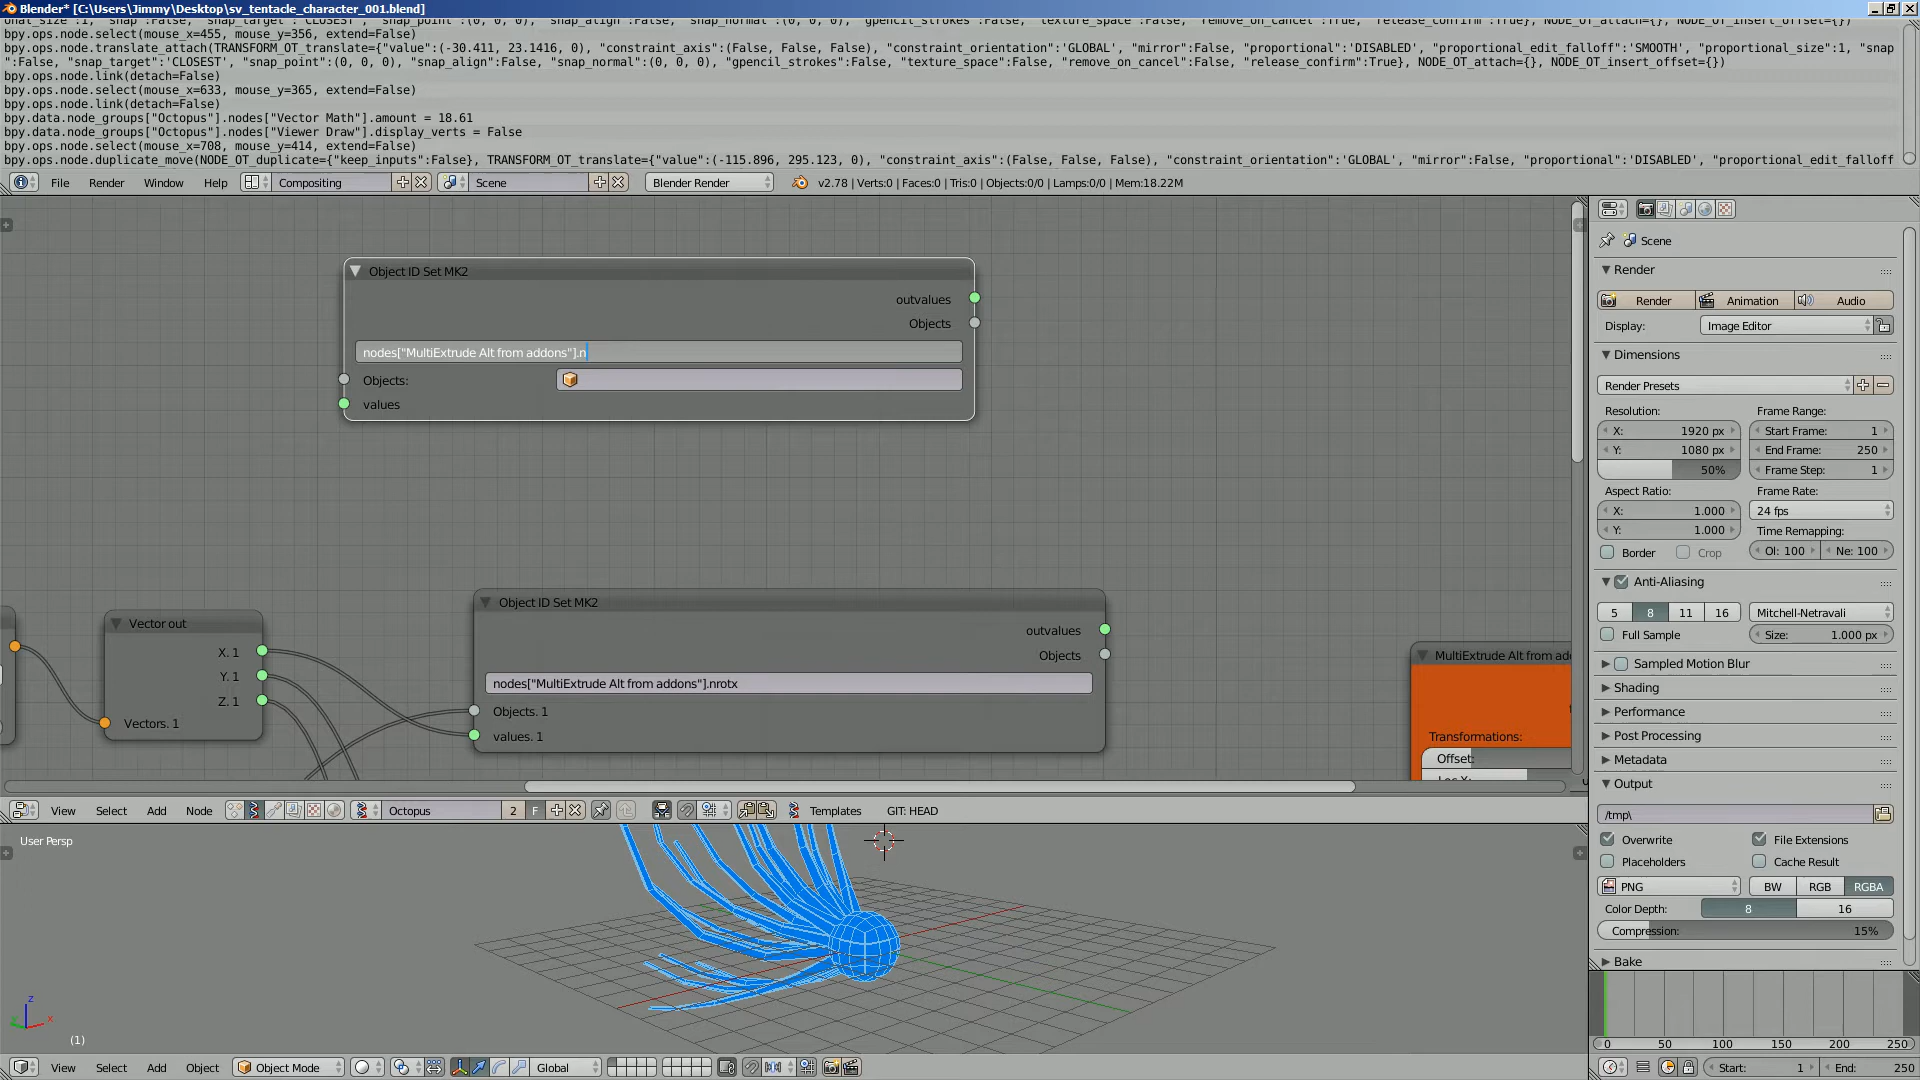 Blender* [C:\Users\Jimmy\Desktop\sv_tentacle_character_001.blend]
bpy.ops.node.select(mouse_x=455, mouse_y=356, extend=False)
bpy.ops.node.translate_attach(TRANSFORM_OT_translate={"value":(-30.411, 23.1416, 0), "constraint_axis":(False, False, False), "constraint_orientation":'GLOBAL', "mirror":False, "proportional":'DISABLED', "proportional_edit_falloff":'SMOOTH', "proportional_size":1, "snap
":False, "snap_target":'CLOSEST', "snap_point":(0, 0, 0), "snap_align":False, "snap_normal":(0, 0, 0), "gpencil_strokes":False, "texture_space":False, "remove_on_cancel":False, "release_confirm":True}, NODE_OT_attach={}, NODE_OT_insert_offset={})
bpy.ops.node.link(detach=False)
bpy.ops.node.select(mouse_x=633, mouse_y=365, extend=False)
bpy.ops.node.link(detach=False)
bpy.data.node_groups["Octopus"].nodes["Vector Math"].amount = 18.61
bpy.data.node_groups["Octopus"].nodes["Viewer Draw"].display_verts = False
bpy.ops.node.select(mouse_x=708, mouse_y=414, extend=False)
bpy.ops.node.duplicate_move(NODE_OT_duplicate={"keep_inputs":False}, TRANSFORM_OT_translate={"value":(-115.896, 295.123, 0), "constraint_axis":(False, False, False), "constraint_orientation":'GLOBAL', "mirror":False, "proportional":'DISABLED', "proportional_edit_falloff
File Render Window Help Compositing Scene Blender Render v2.78 | Verts:0 | Faces:0 | Tris:0 | Objects:0/0 | Lamps:0/0 | Mem:18.22M
Object ID Set MK2
outvalues
Objects
nodes["MultiExtrude Alt from addons"].n
Objects:
values
Vector out
X. 1
Y. 1
Z. 1
Vectors. 1
Object ID Set MK2
outvalues
Objects
nodes["MultiExtrude Alt from addons"].nrotx
Objects. 1
values. 1
MultiExtrude Alt from add
Transformations:
Offset:
View Select Add Node Octopus 2 F Templates GIT: HEAD
User Persp
z
x
(1)
View Select Add Object Object Mode Global
Scene
Render
Render Animation Audio
Display: Image Editor
Dimensions
Render Presets
Resolution: Frame Range:
X: 1920 px Start Frame: 1
Y: 1080 px End Frame: 250
50% Frame Step: 1
Aspect Ratio: Frame Rate:
X: 1.000 24 fps
Y: 1.000 Time Remapping:
Border Crop Ol: 100 Ne: 100
Anti-Aliasing
5 8 11 16 Mitchell-Netravali
Full Sample Size: 1.000 px
Sampled Motion Blur
Shading
Performance
Post Processing
Metadata
Output
/tmp\
Overwrite File Extensions
Placeholders Cache Result
PNG BW RGB RGBA
Color Depth: 8 16
Compression: 15%
Bake
0 50 100 150 200 250
Start: 1 End: 250